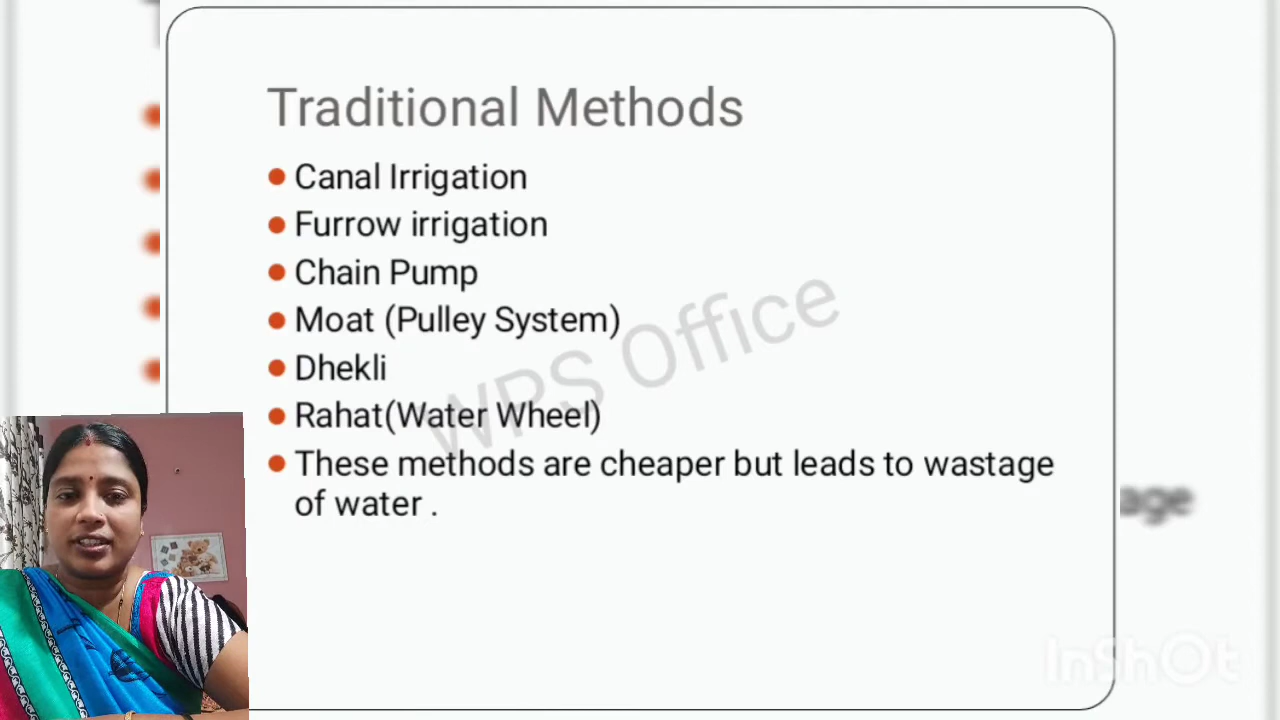 Traditional Methods
Canal Irrigation
Furrow irrigation
Chain Pump
Moat (Pulley System)
Dhekli
Rahat(Water Wheel)
These methods are cheaper but leads to wastage
of water .
WPS Office
age
InShOt